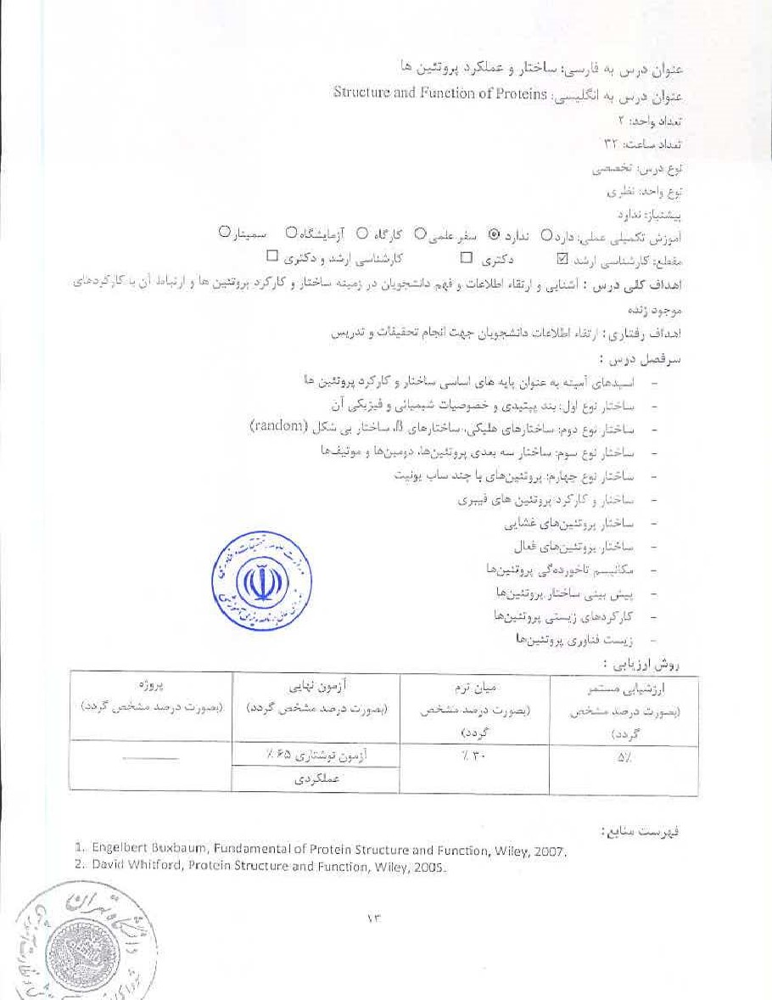 عنوان درس به فارسی: ساختار و عملکرد پروتئین ها
عنوان درس به انگلیسی: Structure and Function of Proteins
تعداد واحد: ۲
تعداد ساعت: ۳۲
نوع درس: تخصصی
نوع واحد: نظری
پیشنیاز: ندارد
آموزش تکمیلی عملی: دارد○ ندارد ◉ سفر علمی○ کارگاه ○ آزمایشگاه○ سمینار○
مقطع: کارشناسی ارشد ☑ دکتری ☐ کارشناسی ارشد و دکتری ☐
اهداف کلی درس : آشنایی و ارتقاء اطلاعات و فهم دانشجویان در زمینه ساختار و کارکرد پروتئین ها و ارتباط آن با کارکردهای
موجود زنده
اهداف رفتاری: ارتقاء اطلاعات دانشجویان جهت انجام تحقیقات و تدریس
سرفصل درس :
- اسیدهای آمینه به عنوان پایه های اساسی ساختار و کارکرد پروتئین ها
- ساختار نوع اول: بند پپتیدی و خصوصیات شیمیائی و فیزیکی آن
- ساختار نوع دوم: ساختارهای هلیکی، ساختارهای ß، ساختار بی شکل (random)
- ساختار نوع سوم: ساختار سه بعدی پروتئین‌ها، دومین‌ها و موتیف‌ها
- ساختار نوع چهارم: پروتئین‌های با چند ساب یونیت
- ساختار و کارکرد پروتئین های فیبری
- ساختار پروتئین‌های غشایی
- ساختار پروتئین‌های فعال
- مکانیسم تاخوردگی پروتئین‌ها
- پیش بینی ساختار پروتئین‌ها
- کارکردهای زیستی پروتئین‌ها
- زیست فناوری پروتئین‌ها
روش ارزیابی :
ارزشیابی مستمر میان ترم آزمون نهایی پروژه
(بصورت درصد مشخص (بصورت درصد مشخص (بصورت درصد مشخص گردد) (بصورت درصد مشخص گردد)
گردد) گردد)
۵٪ ۳۰ ٪ آزمون نوشتاری ۶۵ ٪
عملکردی
فهرست منابع:
1. Engelbert Buxbaum, Fundamental of Protein Structure and Function, Wiley, 2007.
2. David Whitford, Protein Structure and Function, Wiley, 2005.
۱۳
دانشگاه تهران